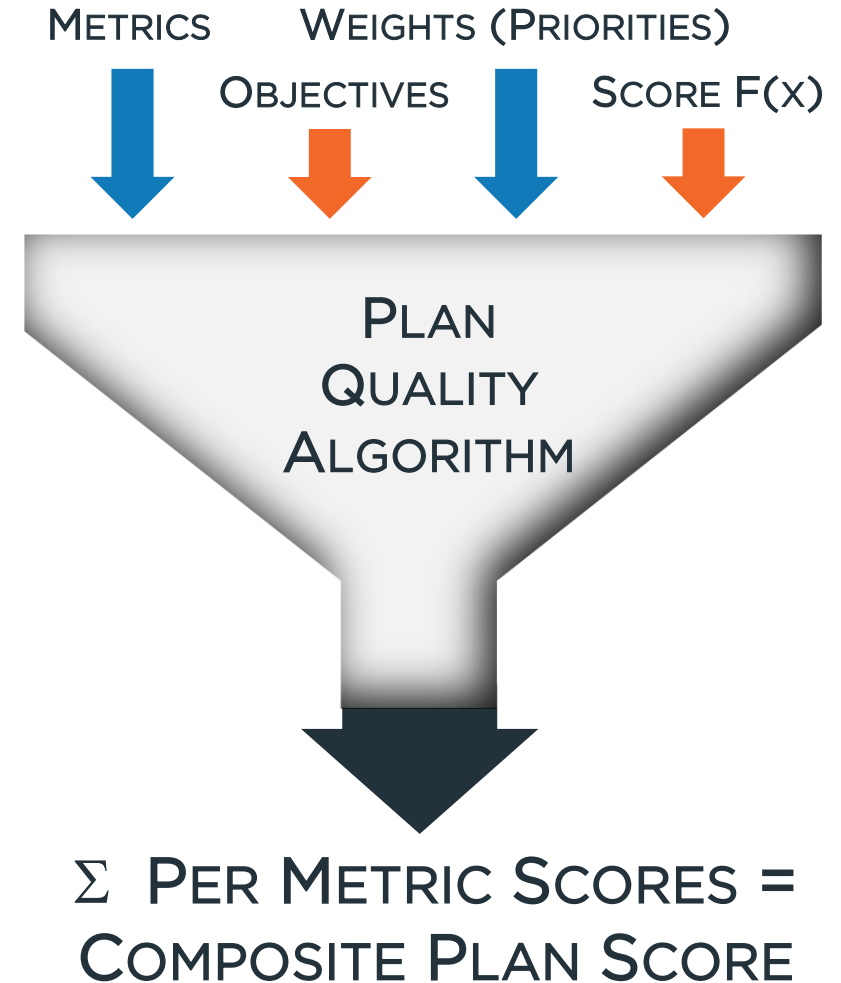 Metrics
Weights (Priorities)
Objectives
Score F(x)
Plan
Quality
Algorithm
Σ Per Metric Scores =
Composite Plan Score